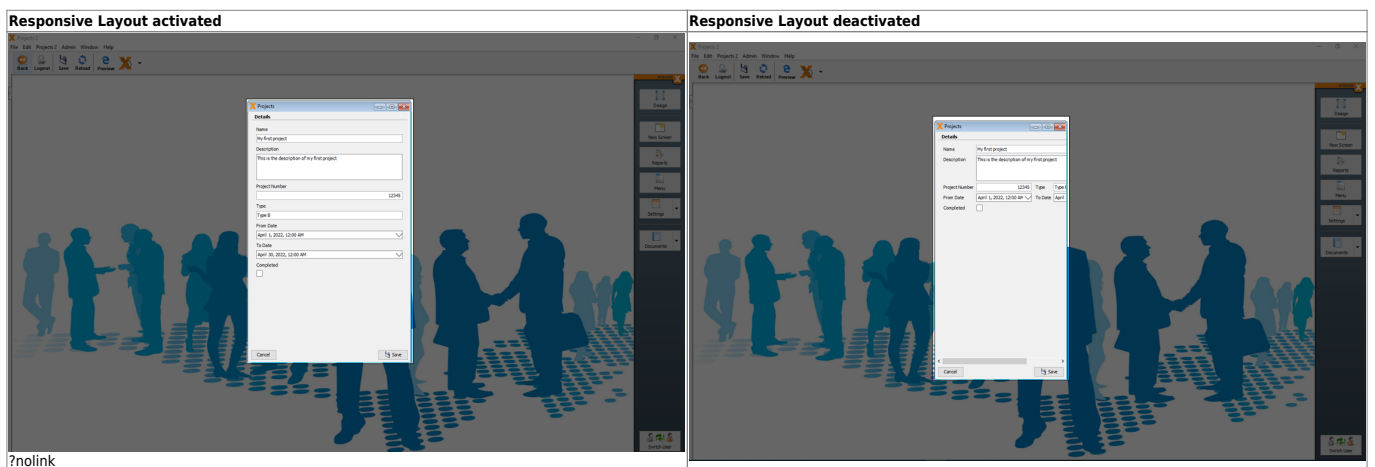 Responsive Layout activated
Projects 2
File Edit Projects 2 Admin Window Help
Back Logout Save Reload Preview
Design
New Screen
Reports
Menu
Settings
Documents
Switch User
Projects
Details
Name
My first project
Description
This is the description of my first project
Project Number
12345
Type
Type B
From Date
April 1, 2022, 12:00 AM
To Date
April 30, 2022, 12:00 AM
Completed
Cancel Save
?nolink
Responsive Layout deactivated
Projects 2
File Edit Projects 2 Admin Window Help
Back Logout Save Reload Preview
Design
New Screen
Reports
Menu
Settings
Documents
Switch User
Projects
Details
Name My first project
Description This is the description of my first project
Project Number 12345 Type Type
From Date April 1, 2022, 12:00 AM To Date April
Completed
Cancel Save